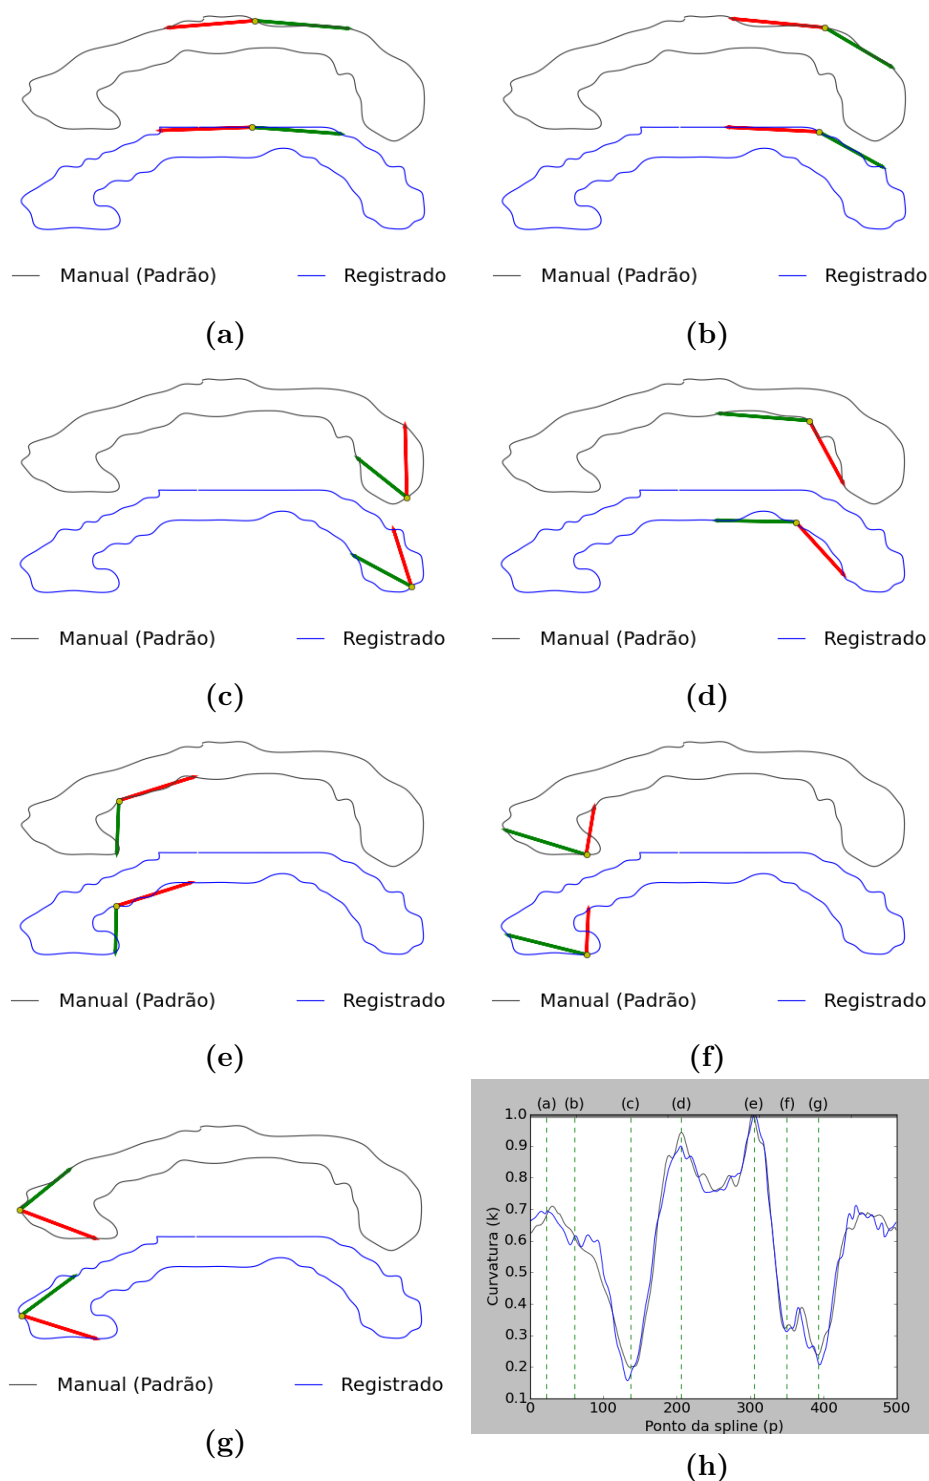 Manual (Padrão) Registrado Manual (Padrão) Registrado
(a) (b)
Manual (Padrão) Registrado Manual (Padrão) Registrado
(c) (d)
Manual (Padrão) Registrado Manual (Padrão) Registrado
(e) (f)
Manual (Padrão) Registrado
(g)
(a) (b) (c) (d) (e) (f) (g)
1.0
0.9
0.8
0.7
0.6
0.5
0.4
0.3
0.2
0.1
Curvatura (k)
0 100 200 300 400 500
Ponto da spline (p)
(h)